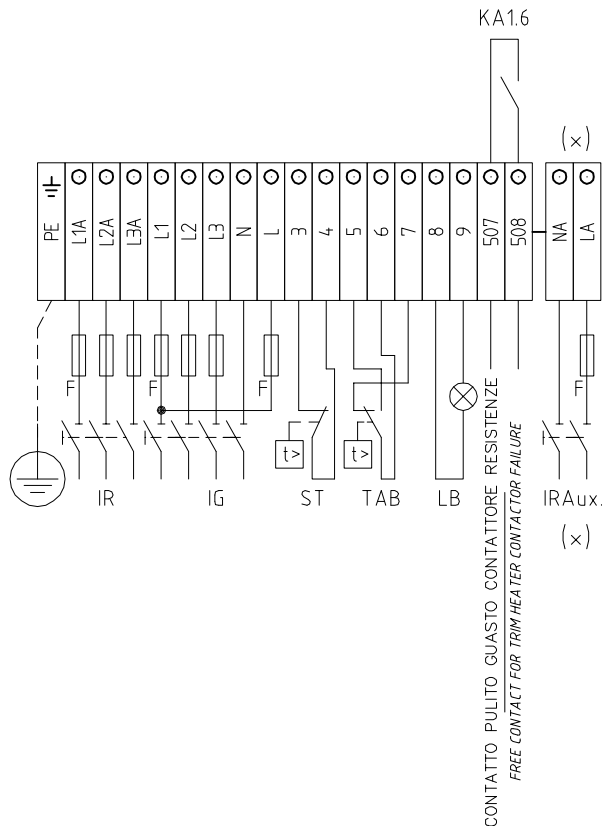 KA1.6
(x)
PE L1A L2A L3A L1 L2 L3 N L 3 4 5 6 7 8 9 507 508 NA LA
F F F F
t> t>
IR IG ST TAB LB IRAux.
(x)
CONTATTO PULITO GUASTO CONTATTORE RESISTENZE
FREE CONTACT FOR TRIM HEATER CONTACTOR FAILURE